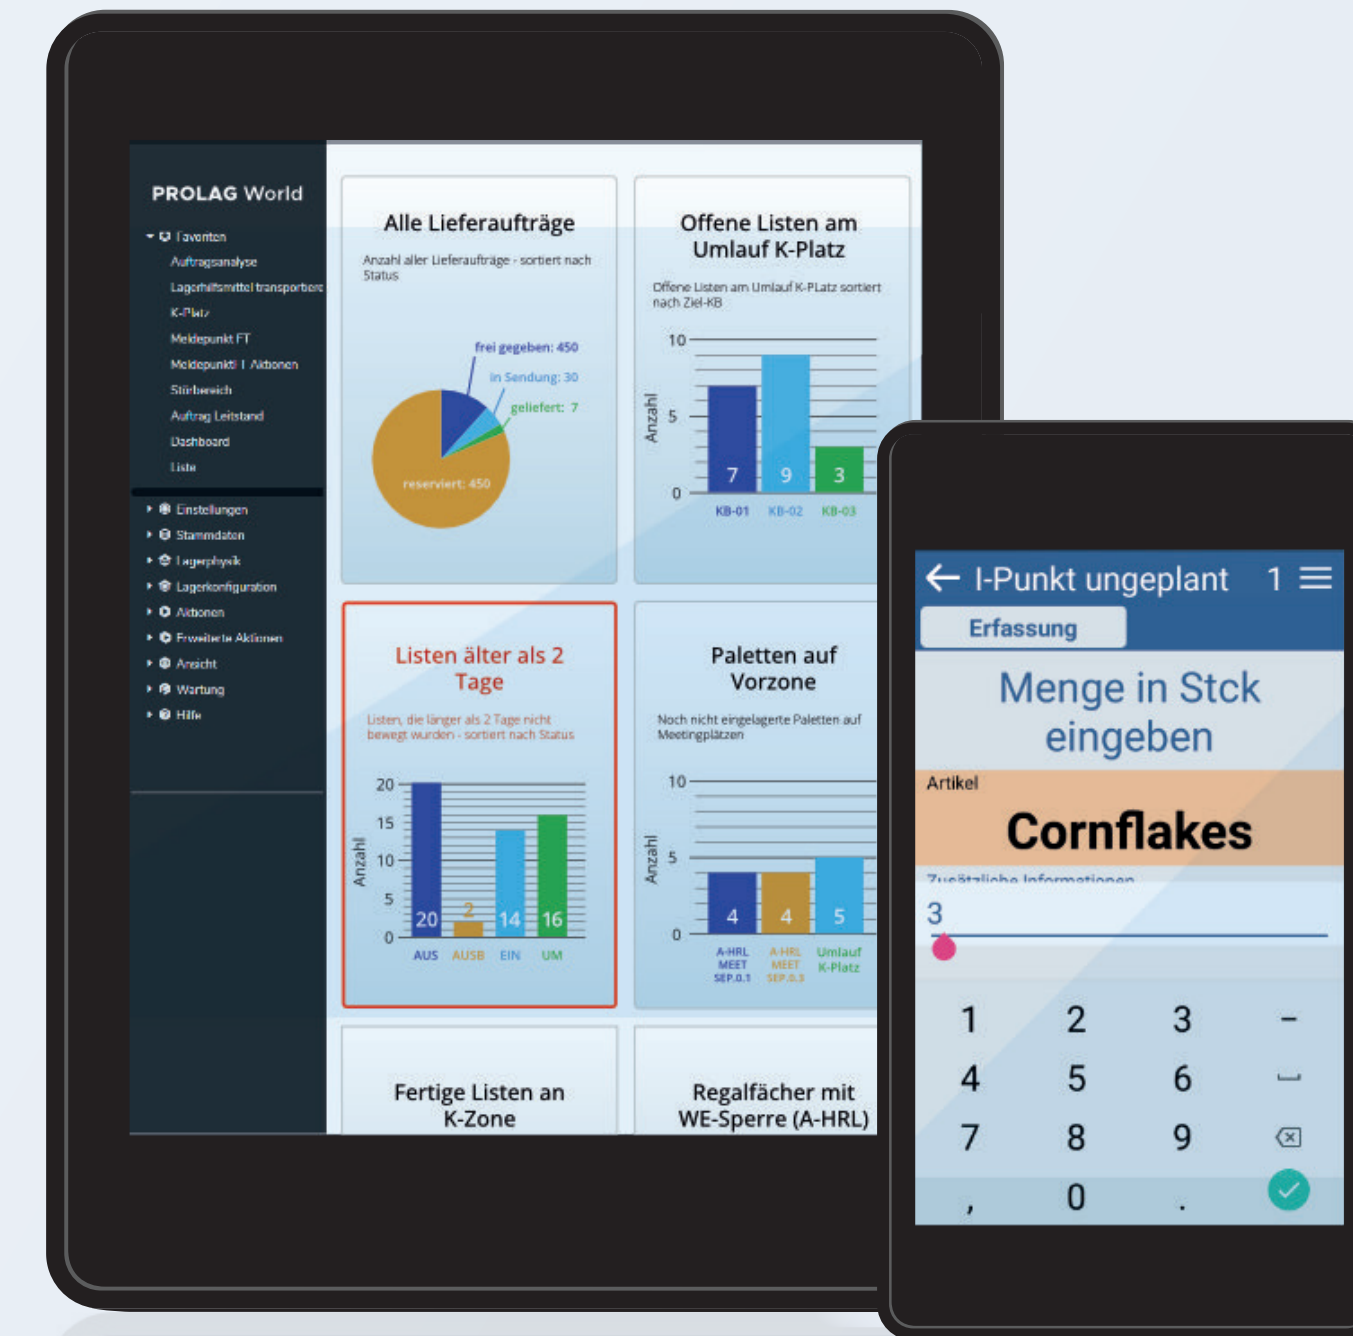 PROLAG World
Favoriten
Auftragsanalyse
Lagerhilfsmittel transportiere
K-Platz
Meldepunkt FT
Aktionen
Störbereich
Auftrag Leitstand
Dashboard
Liste
Einstellungen
Stammdaten
Lagerphysik
Lagerkonfiguration
Aktionen
Erweiterte Aktionen
Ansicht
Wartung
Hilfe
Alle Lieferaufträge
Anzahl aller Lieferaufträge - sortiert nach
Status
frei gegeben: 450
in Sendung: 30
geliefert: 7
reserviert: 450
Offene Listen am
Umlauf K-Platz
Offene Listen am Umlauf K-PLatz sortiert
nach Ziel-KB
Anzahl
10
5
0
7 9 3
KB-01 KB-02 KB-03
Listen älter als 2
Tage
Listen, die länger als 2 Tage nicht
bewegt wurden - sortiert nach Status
Anzahl
20
15
10
5
0
20 2 14 16
AUS AUSB EIN UM
Paletten auf
Vorzone
Noch nicht eingelagerte Paletten auf
Meetingplätzen
Anzahl
10
5
0
4 4 5
A-HRL MEET SEP.0.1
A-HRL MEET SEP.0.3
Umlauf K-Platz
Fertige Listen an
K-Zone
Regalfächer mit
WE-Sperre (A-HRL)
I-Punkt ungeplant 1
Erfassung
Menge in Stck
eingeben
Artikel
Cornflakes
Zusätzliche Informationen
3
1 2 3 -
4 5 6
7 8 9
, 0 .